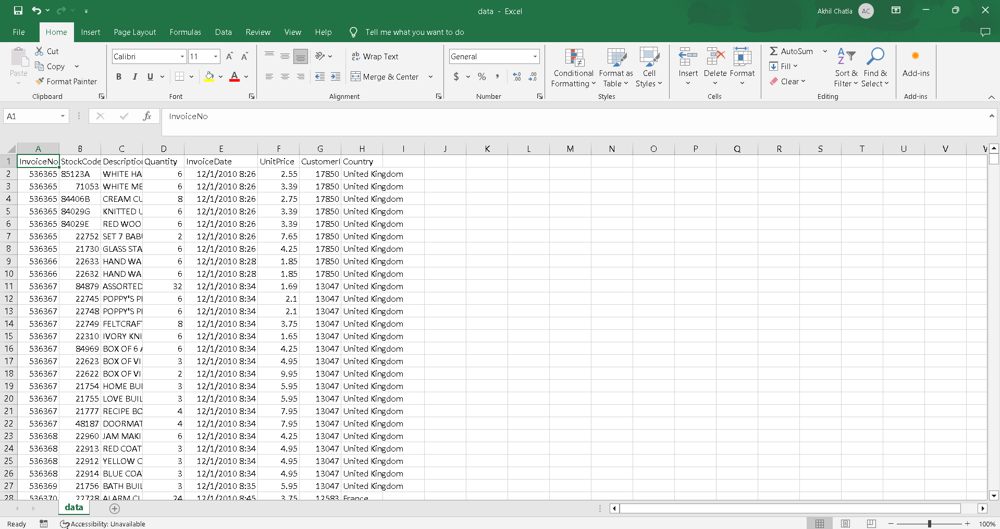 data - Excel
Akhil Chatla AC
File Home Insert Page Layout Formulas Data Review View Help Tell me what you want to do
Paste
Cut
Copy
Format Painter
Clipboard
Calibri 11
B I U A
Font
ab Wrap Text
Merge & Center
Alignment
General
$ % ,
Number
Conditional Formatting
Format as Table
Cell Styles
Styles
Insert Delete Format
Cells
AutoSum
Fill
Clear
Sort & Filter
Find & Select
Editing
Add-ins
Add-ins
A1 fx InvoiceNo
A B C D E F G H I J K L M N O P Q R S T U V
1 InvoiceNo StockCode Description Quantity InvoiceDate UnitPrice CustomerI Country
2 536365 85123A WHITE HA 6 12/1/2010 8:26 2.55 17850 United Kingdom
3 536365 71053 WHITE ME 6 12/1/2010 8:26 3.39 17850 United Kingdom
4 536365 84406B CREAM CU 8 12/1/2010 8:26 2.75 17850 United Kingdom
5 536365 84029G KNITTED U 6 12/1/2010 8:26 3.39 17850 United Kingdom
6 536365 84029E RED WOO 6 12/1/2010 8:26 3.39 17850 United Kingdom
7 536365 22752 SET 7 BABU 2 12/1/2010 8:26 7.65 17850 United Kingdom
8 536365 21730 GLASS STA 6 12/1/2010 8:26 4.25 17850 United Kingdom
9 536366 22633 HAND WA 6 12/1/2010 8:28 1.85 17850 United Kingdom
10 536366 22632 HAND WA 6 12/1/2010 8:28 1.85 17850 United Kingdom
11 536367 84879 ASSORTED 32 12/1/2010 8:34 1.69 13047 United Kingdom
12 536367 22745 POPPY'S Pl 6 12/1/2010 8:34 2.1 13047 United Kingdom
13 536367 22748 POPPY'S Pl 6 12/1/2010 8:34 2.1 13047 United Kingdom
14 536367 22749 FELTCRAFT 8 12/1/2010 8:34 3.75 13047 United Kingdom
15 536367 22310 IVORY KNI 6 12/1/2010 8:34 1.65 13047 United Kingdom
16 536367 84969 BOX OF 6 A 6 12/1/2010 8:34 4.25 13047 United Kingdom
17 536367 22623 BOX OF VI 3 12/1/2010 8:34 4.95 13047 United Kingdom
18 536367 22622 BOX OF VI 2 12/1/2010 8:34 9.95 13047 United Kingdom
19 536367 21754 HOME BUI 3 12/1/2010 8:34 5.95 13047 United Kingdom
20 536367 21755 LOVE BUIL 3 12/1/2010 8:34 5.95 13047 United Kingdom
21 536367 21777 RECIPE BO 4 12/1/2010 8:34 7.95 13047 United Kingdom
22 536367 48187 DOORMAT 4 12/1/2010 8:34 7.95 13047 United Kingdom
23 536368 22960 JAM MAKI 6 12/1/2010 8:34 4.25 13047 United Kingdom
24 536368 22913 RED COAT 3 12/1/2010 8:34 4.95 13047 United Kingdom
25 536368 22912 YELLOW C 3 12/1/2010 8:34 4.95 13047 United Kingdom
26 536368 22914 BLUE COA 3 12/1/2010 8:34 4.95 13047 United Kingdom
27 536369 21756 BATH BUIL 3 12/1/2010 8:35 5.95 13047 United Kingdom
28 536370 22728 ALARM CL 24 12/1/2010 8:45 3.75 12583 France
data
Ready Accessibility: Unavailable 100%